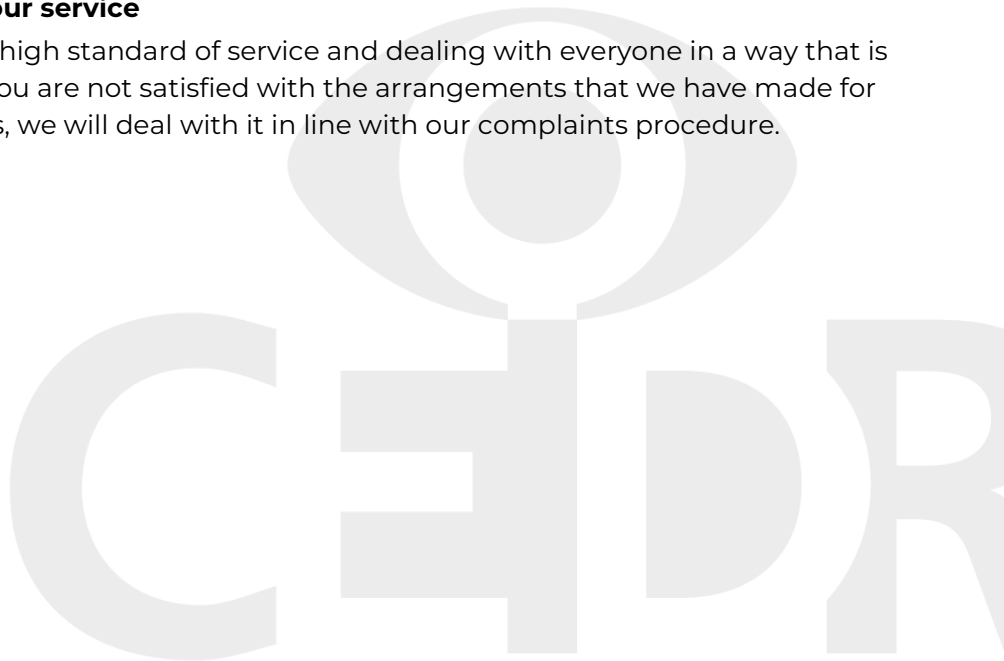 our service
high standard of service and dealing with everyone in a way that is
ou are not satisfied with the arrangements that we have made for
s, we will deal with it in line with our complaints procedure.
CEDR